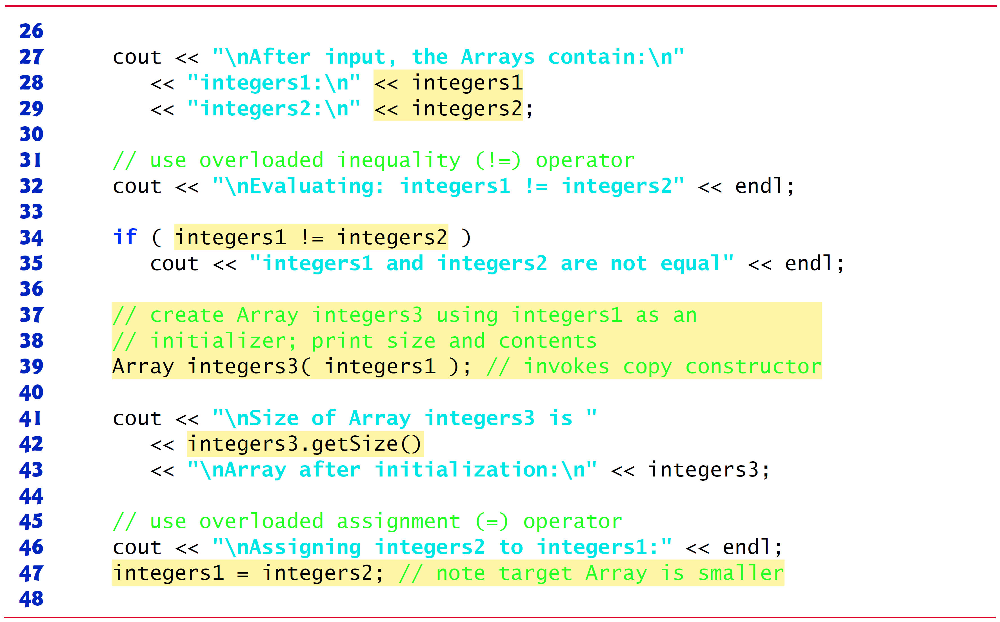 26
27 cout << "\nAfter input, the Arrays contain:\n"
28 << "integers1:\n" << integers1
29 << "integers2:\n" << integers2;
30
31 // use overloaded inequality (!=) operator
32 cout << "\nEvaluating: integers1 != integers2" << endl;
33
34 if ( integers1 != integers2 )
35 cout << "integers1 and integers2 are not equal" << endl;
36
37 // create Array integers3 using integers1 as an
38 // initializer; print size and contents
39 Array integers3( integers1 ); // invokes copy constructor
40
41 cout << "\nSize of Array integers3 is "
42 << integers3.getSize()
43 << "\nArray after initialization:\n" << integers3;
44
45 // use overloaded assignment (=) operator
46 cout << "\nAssigning integers2 to integers1:" << endl;
47 integers1 = integers2; // note target Array is smaller
48